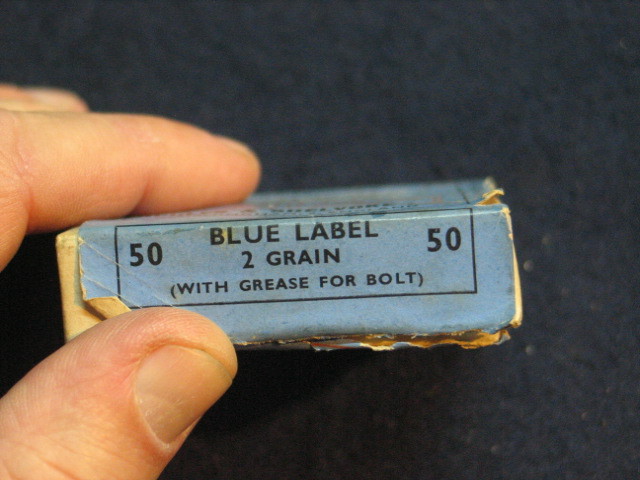 50 BLUE LABEL 50
2 GRAIN
(WITH GREASE FOR BOLT)